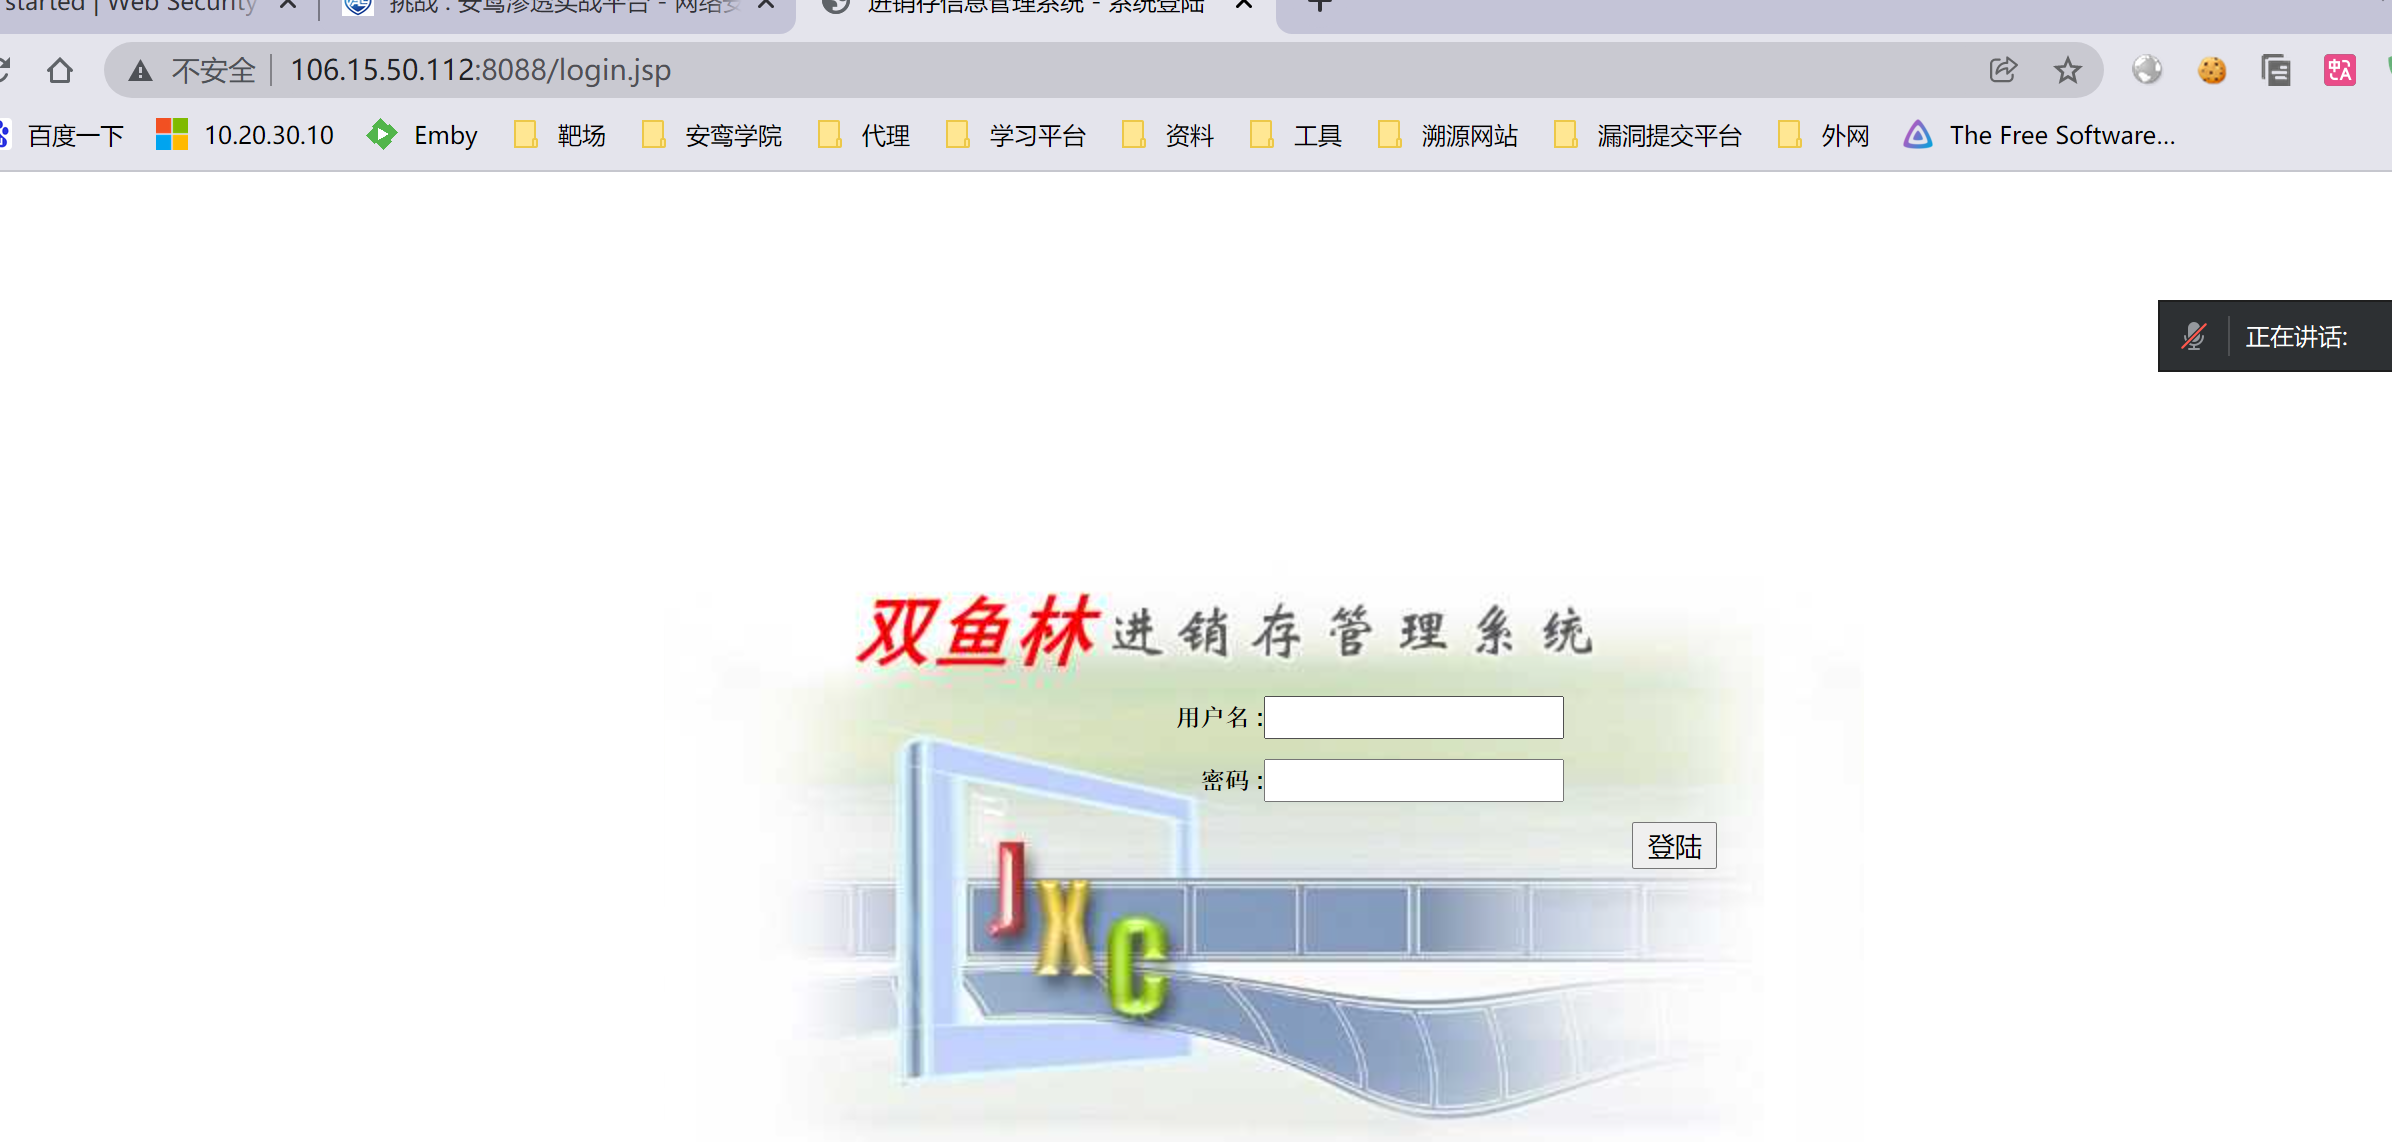 started | Web Security
挑战 : 安鸾渗透实战平台 - 网络安
进销存信息管理系统 - 系统登陆
不安全
106.15.50.112:8088/login.jsp
百度一下
10.20.30.10
Emby
靶场
安鸾学院
代理
学习平台
资料
工具
溯源网站
漏洞提交平台
外网
The Free Software...
正在讲话:
双鱼林进销存管理系统
用户名 :
密码 :
登陆
JXC